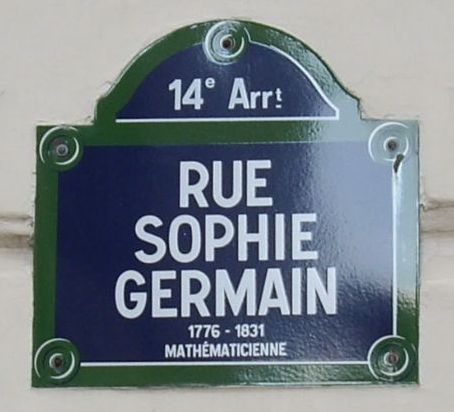 14e Arrt
RUE
SOPHIE
GERMAIN
1776 - 1831
MATHÉMATICIENNE